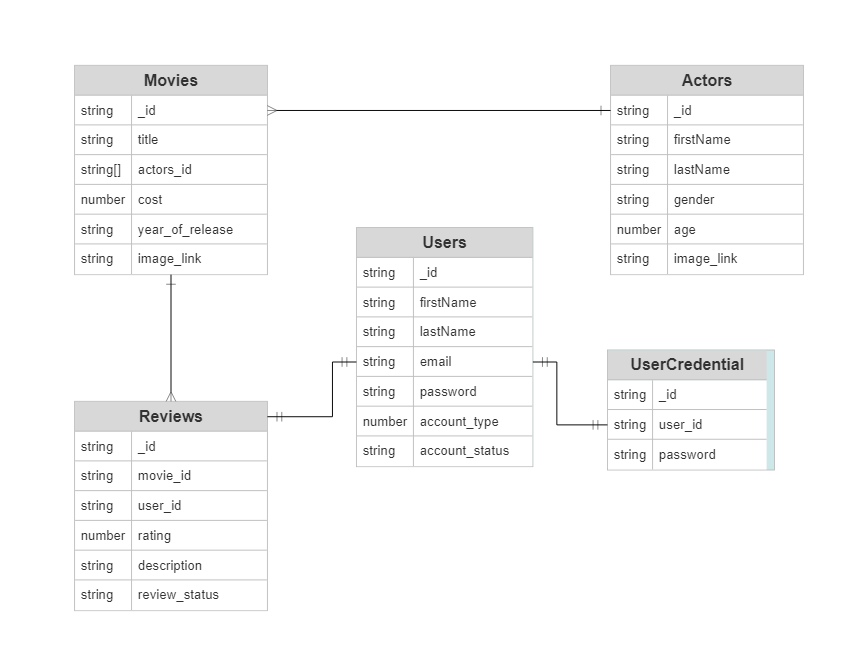 Movies
string _id
string title
string[] actors_id
number cost
string year_of_release
string image_link
Actors
string _id
string firstName
string lastName
string gender
number age
string image_link
Users
string _id
string firstName
string lastName
string email
string password
number account_type
string account_status
UserCredential
string _id
string user_id
string password
Reviews
string _id
string movie_id
string user_id
number rating
string description
string review_status